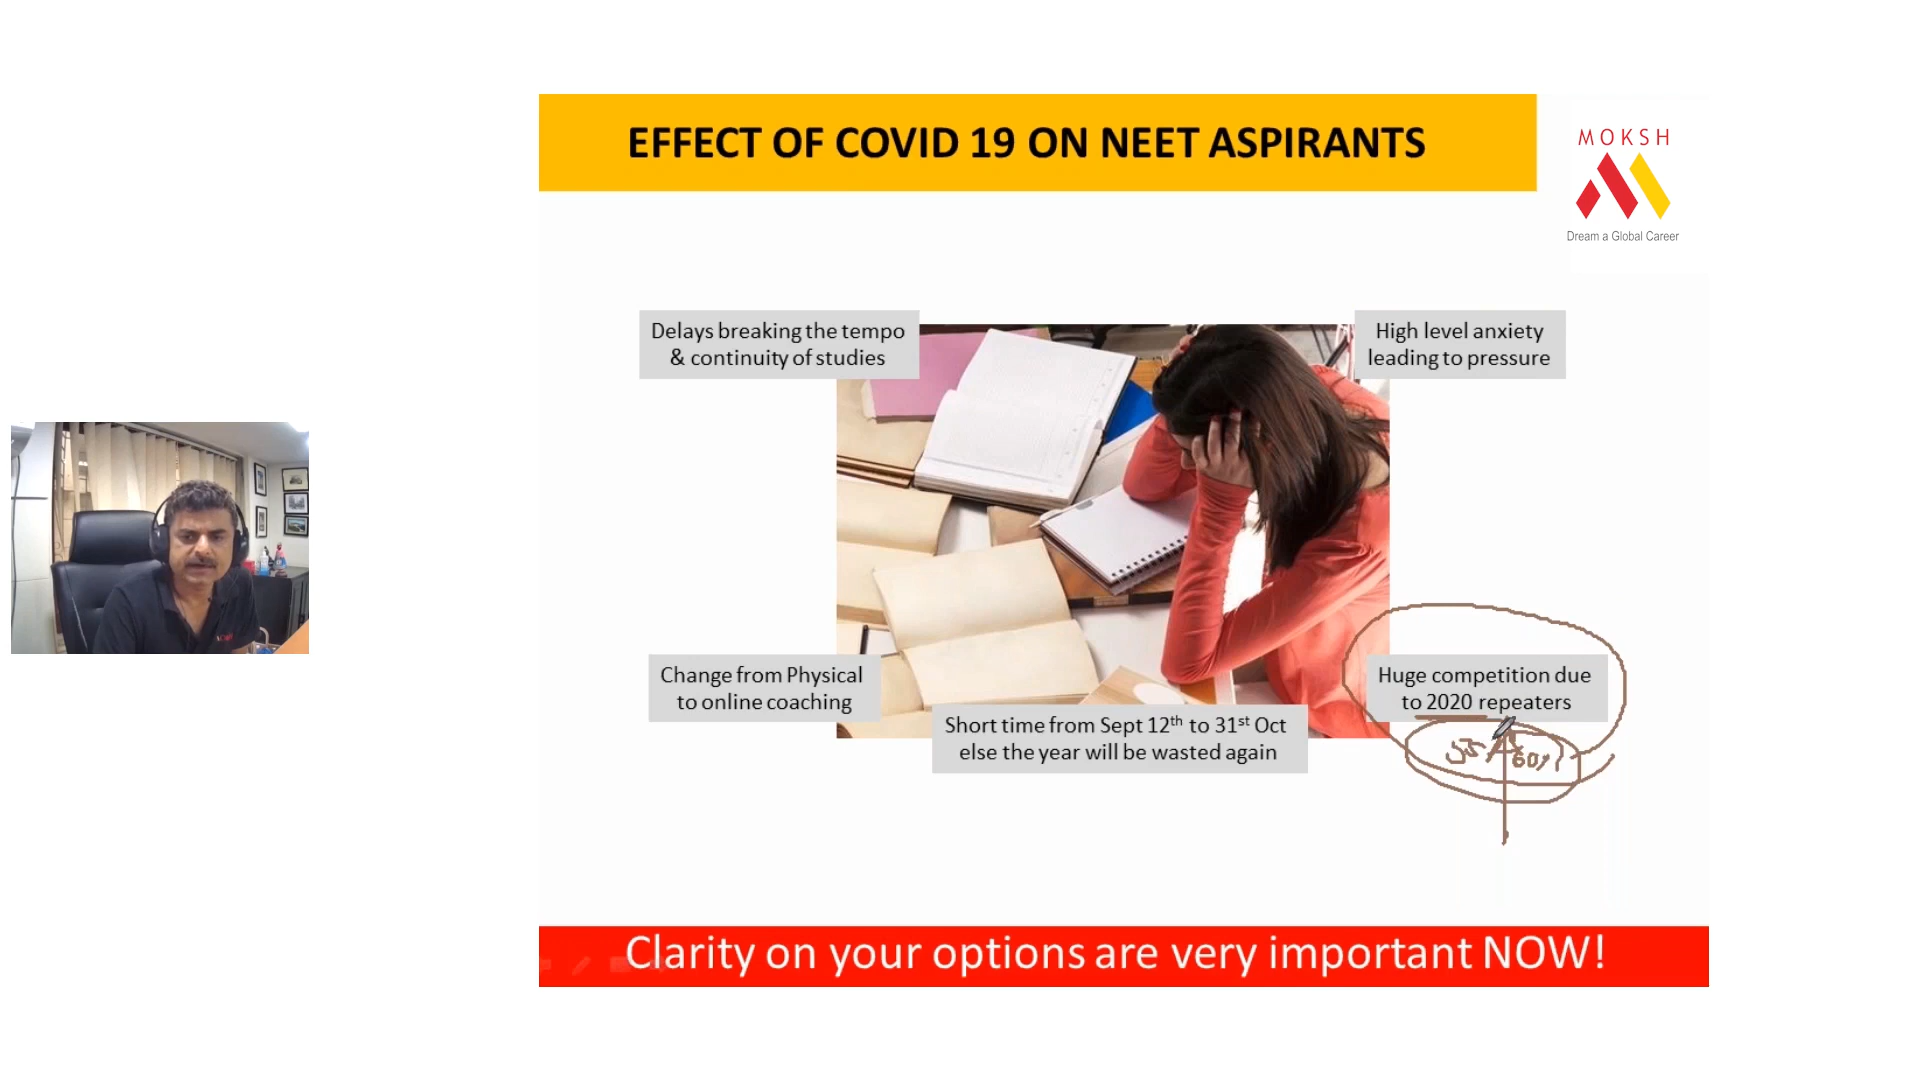 EFFECT OF COVID 19 ON NEET ASPIRANTS
MOKSH
Dream a Global Career
Delays breaking the tempo
& continuity of studies
High level anxiety
leading to pressure
Change from Physical
to online coaching
Short time from Sept 12th to 31st Oct
else the year will be wasted again
Huge competition due
to 2020 repeaters
60%
Clarity on your options are very important NOW!